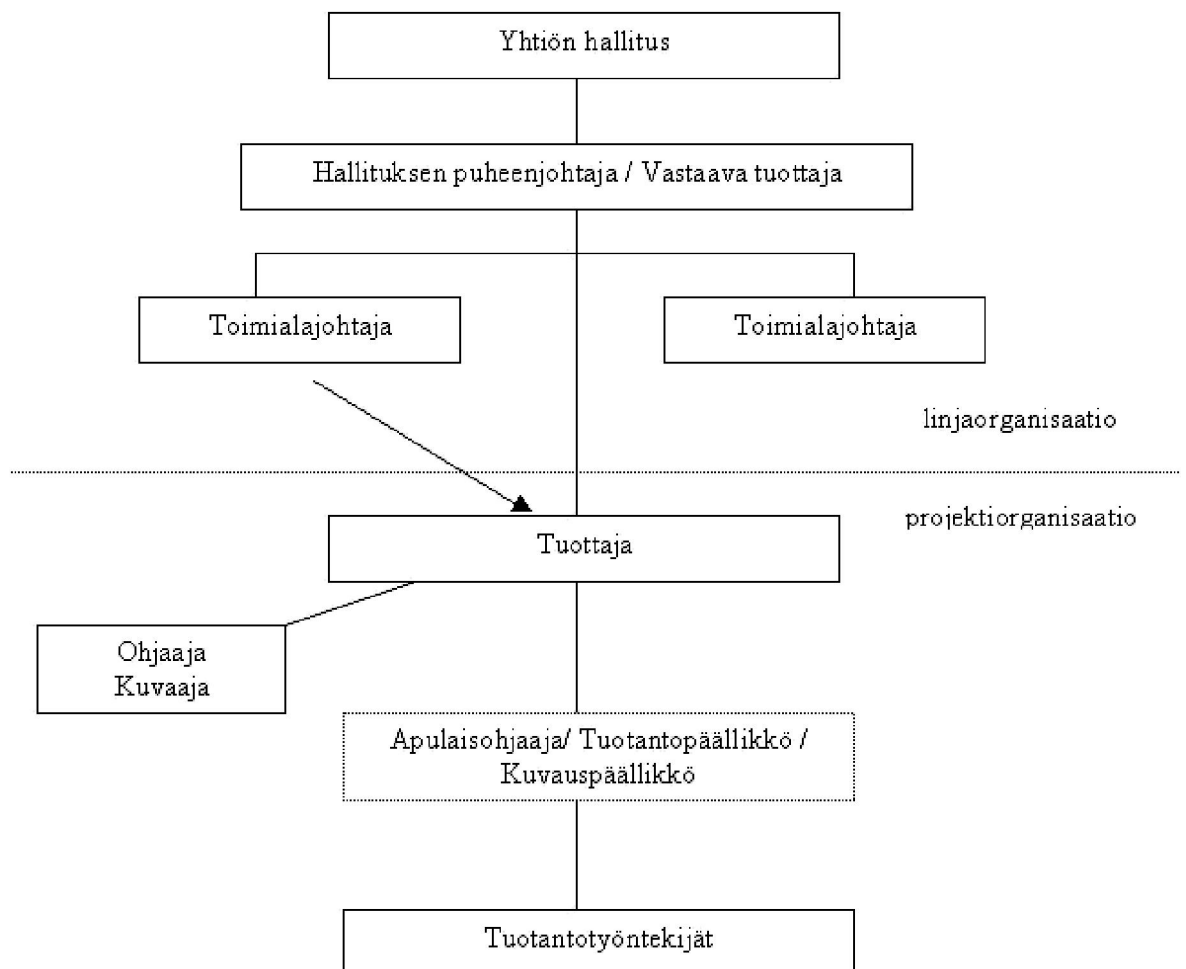 Yhtiön hallitus
Hallituksen puheenjohtaja / Vastaava tuottaja
Toimialajohtaja
Toimialajohtaja
linjaorganisaatio
projektiorganisaatio
Tuottaja
Ohjaaja
Kuvaaja
Apulaisohjaaja/ Tuotantopäällikkö /
Kuvauspäällikkö
Tuotantotyöntekijät